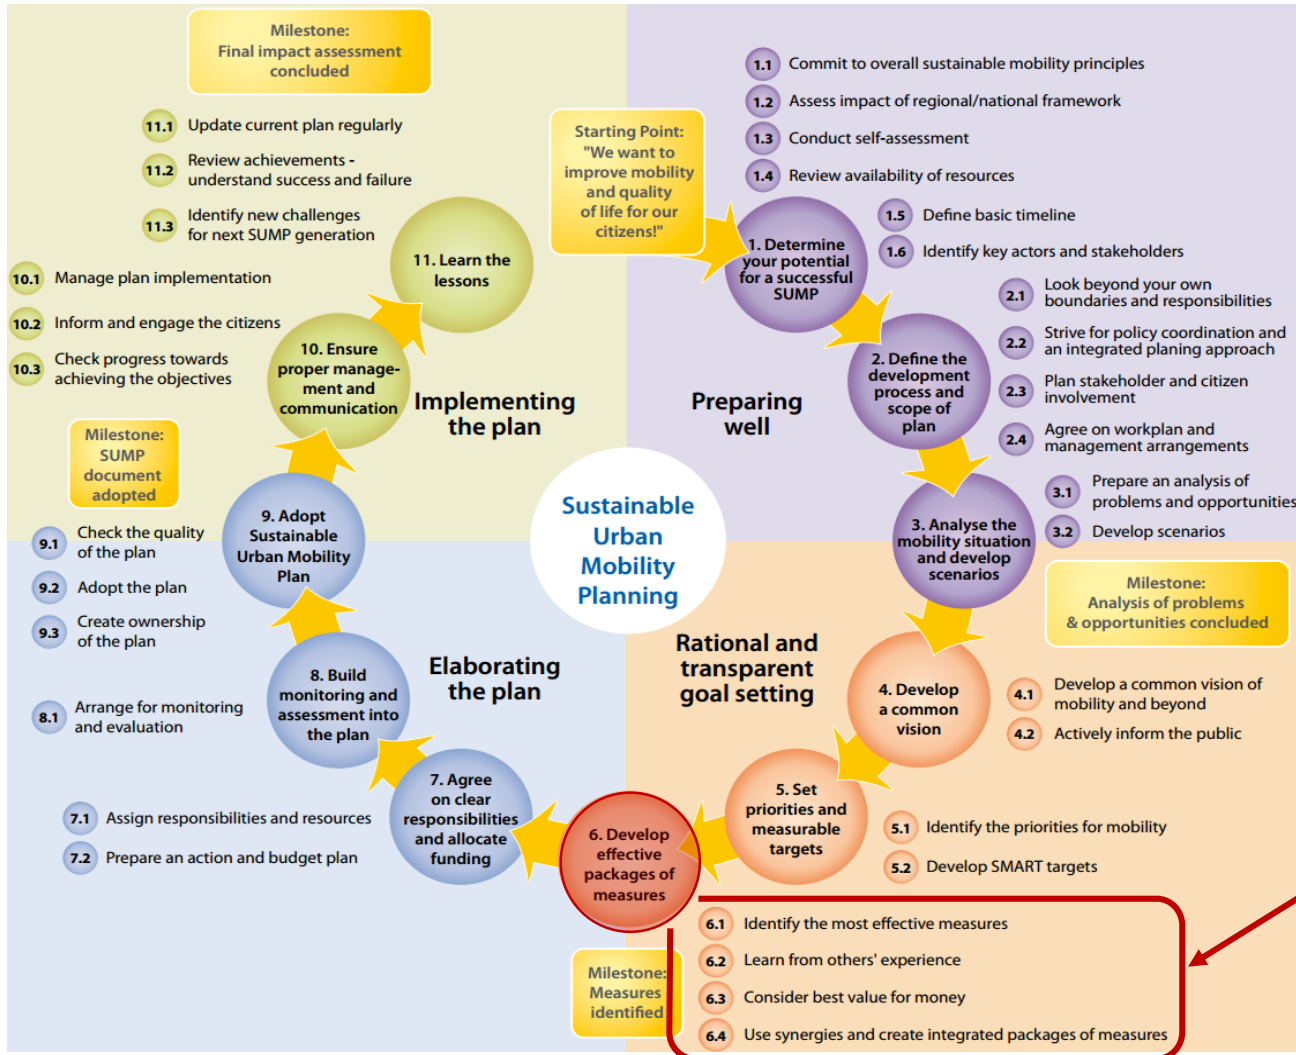 Milestone:
Final impact assessment
concluded
11.1 Update current plan regularly
11.2 Review achievements -
understand success and failure
11.3 Identify new challenges
for next SUMP generation
11. Learn the
lessons
10.1 Manage plan implementation
10.2 Inform and engage the citizens
10.3 Check progress towards
achieving the objectives
10. Ensure
proper manage-
ment and
communication
Implementing
the plan
Starting Point:
"We want to
improve mobility
and quality
of life for our
citizens!"
1.1 Commit to overall sustainable mobility principles
1.2 Assess impact of regional/national framework
1.3 Conduct self-assessment
1.4 Review availability of resources
1.5 Define basic timeline
1.6 Identify key actors and stakeholders
1. Determine
your potential
for a successful
SUMP
2.1 Look beyond your own
boundaries and responsibilities
2.2 Strive for policy coordination and
an integrated planing approach
2.3 Plan stakeholder and citizen
involvement
2.4 Agree on workplan and
management arrangements
2. Define the
development
process and
scope of
plan
Preparing
well
3.1 Prepare an analysis of
problems and opportunities
3.2 Develop scenarios
3. Analyse the
mobility situation
and develop
scenarios
Milestone:
Analysis of problems
& opportunities concluded
Sustainable
Urban
Mobility
Planning
Milestone:
SUMP
document
adopted
9. Adopt
Sustainable
Urban Mobility
Plan
9.1 Check the quality
of the plan
9.2 Adopt the plan
9.3 Create ownership
of the plan
Elaborating
the plan
8. Build
monitoring and
assessment into
the plan
8.1 Arrange for monitoring
and evaluation
7. Agree
on clear
responsibilities
and allocate
funding
7.1 Assign responsibilities and resources
7.2 Prepare an action and budget plan
Rational and
transparent
goal setting
4. Develop
a common
vision
4.1 Develop a common vision of
mobility and beyond
4.2 Actively inform the public
5. Set
priorities and
measurable
targets
5.1 Identify the priorities for mobility
5.2 Develop SMART targets
6. Develop
effective
packages of
measures
6.1 Identify the most effective measures
6.2 Learn from others' experience
6.3 Consider best value for money
6.4 Use synergies and create integrated packages of measures
Milestone:
Measures
identified